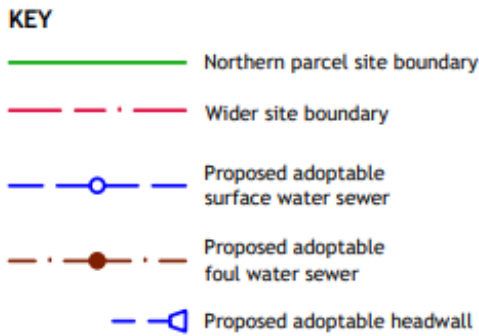 KEY
Northern parcel site boundary
Wider site boundary
Proposed adoptable
surface water sewer
Proposed adoptable
foul water sewer
Proposed adoptable headwall